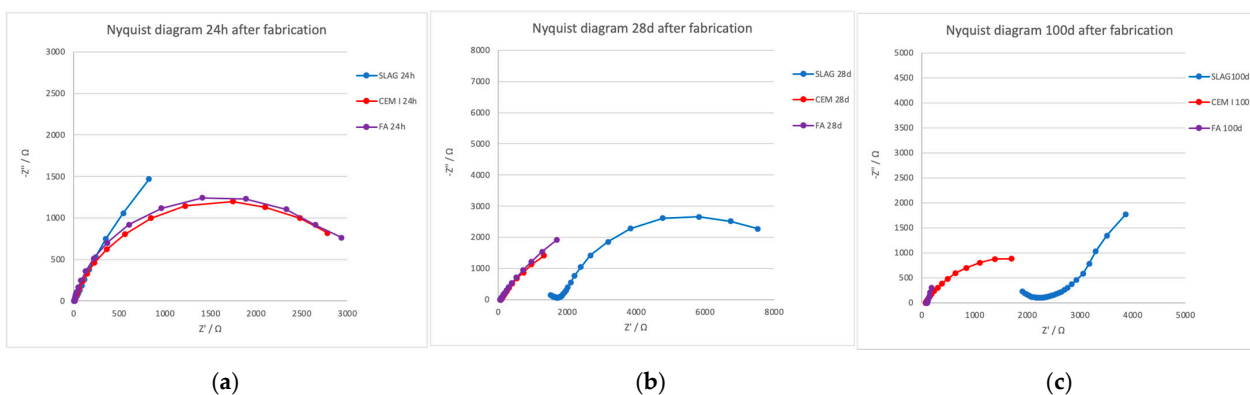 Nyquist diagram 24h after fabrication
3000
2500
2000
1500
1000
500
0
-Z'' / Ω
0 500 1000 1500 2000 2500 3000
Z' / Ω
SLAG 24h
CEM I 24h
FA 24h
(a)
Nyquist diagram 28d after fabrication
8000
7000
6000
5000
4000
3000
2000
1000
0
-Z'' / Ω
0 2000 4000 6000 8000
Z' / Ω
SLAG 28d
CEM 28d
FA 28d
(b)
Nyquist diagram 100d after fabrication
5000
4500
4000
3500
3000
2500
2000
1500
1000
500
0
-Z'' / Ω
0 1000 2000 3000 4000 5000
Z' / Ω
SLAG100d
CEM I 100
FA 100d
(c)